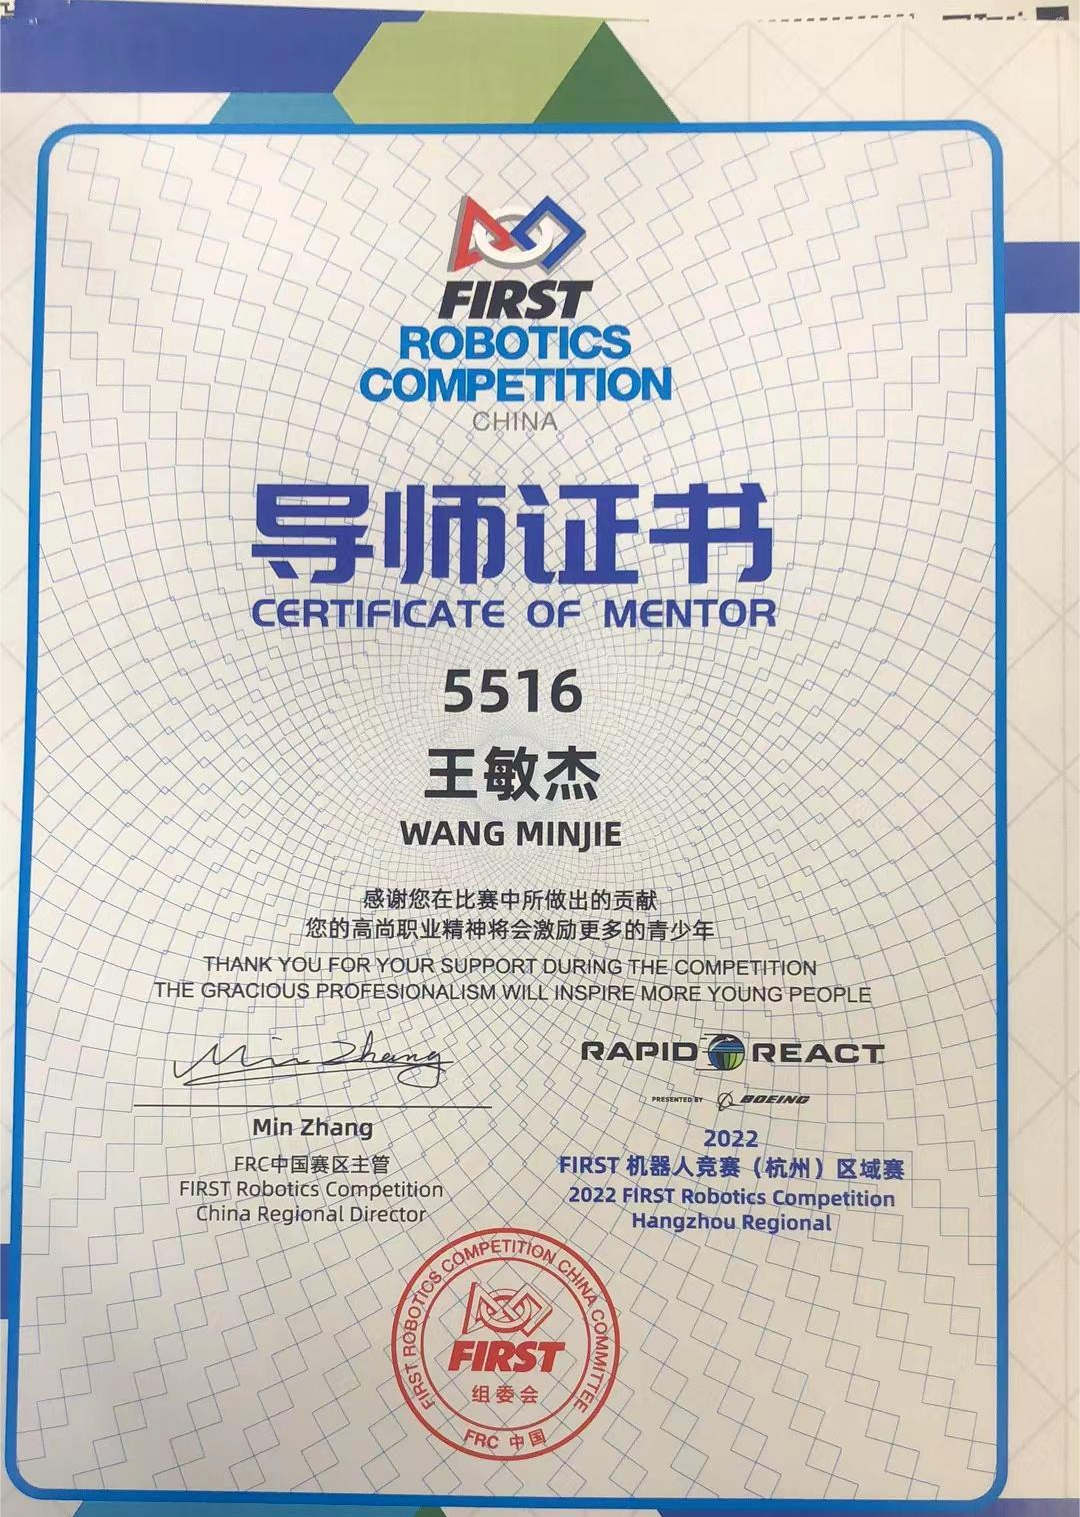 FIRST
ROBOTICS
COMPETITION
CHINA
导师证书
CERTIFICATE OF MENTOR
5516
王敏杰
WANG MINJIE
感谢您在比赛中所做出的贡献
您的高尚职业精神将会激励更多的青少年
THANK YOU FOR YOUR SUPPORT DURING THE COMPETITION
THE GRACIOUS PROFESIONALISM WILL INSPIRE MORE YOUNG PEOPLE
Min Zhang
Min Zhang
FRC中国赛区主管
FIRST Robotics Competition
China Regional Director
RAPID REACT
PRESENTED BY BOEING
2022
FIRST 机器人竞赛（杭州）区域赛
2022 FIRST Robotics Competition
Hangzhou Regional
FIRST ROBOTICS COMPETITION CHINA COMMITTEE
FIRST
组委会
FRC 中国